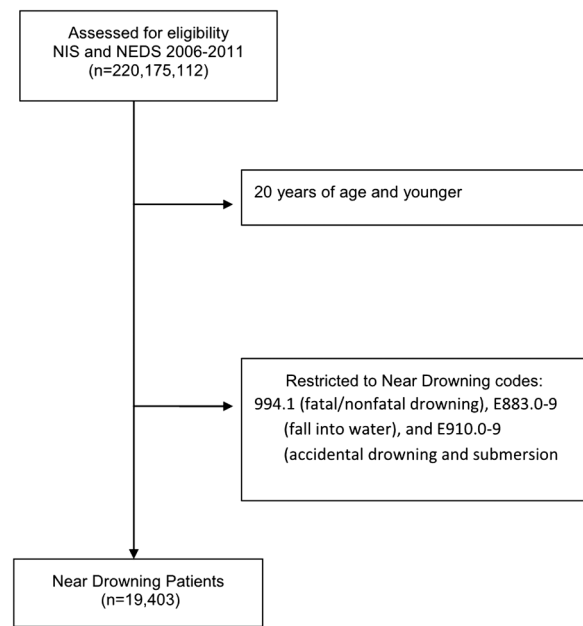 Assessed for eligibility
NIS and NEDS 2006-2011
(n=220,175,112)
20 years of age and younger
Restricted to Near Drowning codes:
994.1 (fatal/nonfatal drowning), E883.0-9
(fall into water), and E910.0-9
(accidental drowning and submersion
Near Drowning Patients
(n=19,403)